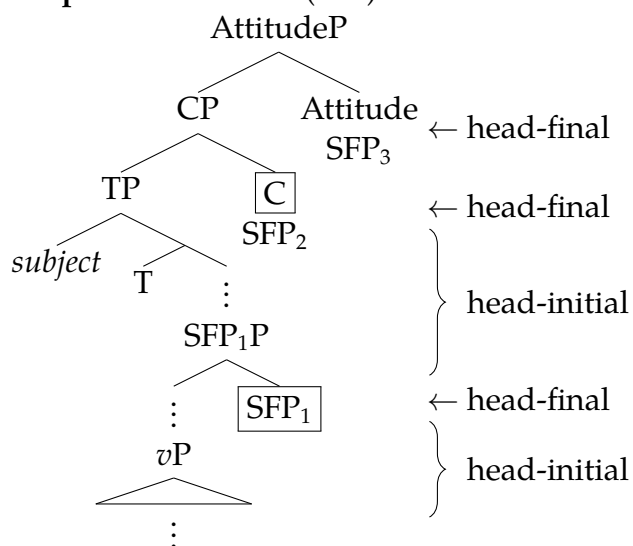 AttitudeP
CP Attitude
SFP₃ ← head-final
TP C ← head-final
SFP₂
subject
T head-initial
⋮
SFP₁P
⋮ SFP₁ ← head-final
vP head-initial
⋮